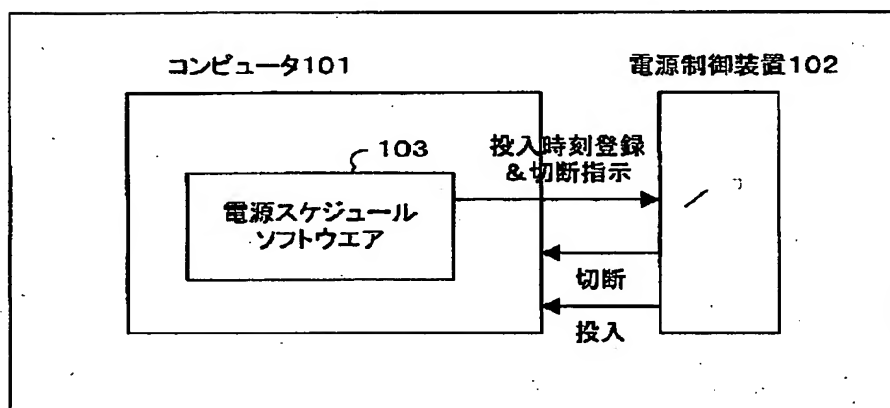 コンピュータ101
電源制御装置102
103
投入時刻登録
&切断指示
電源スケジュール
ソフトウエア
切断
投入